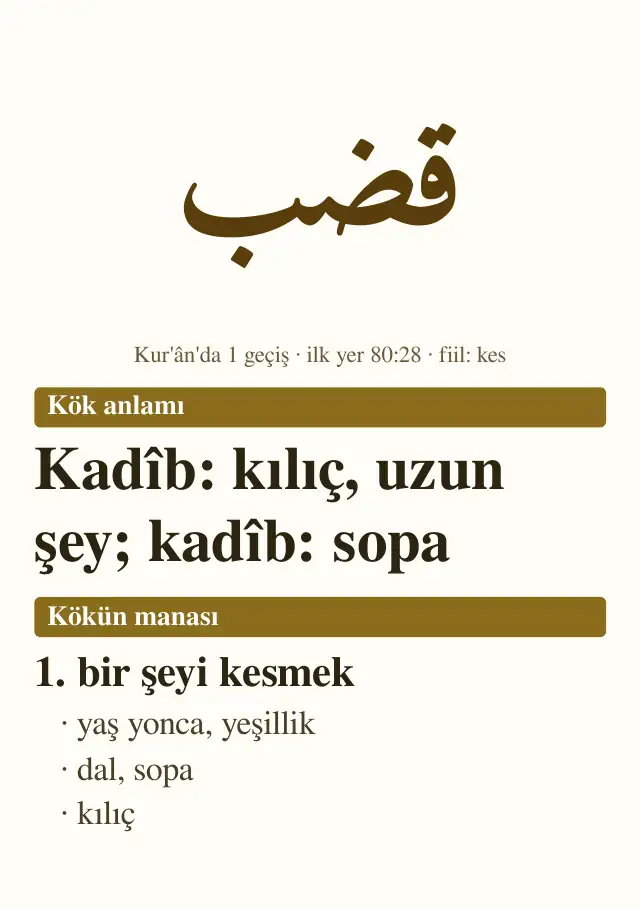 قضب
Kur'ân'da 1 geçiş · ilk yer 80:28 · fiil: kes
Kök anlamı
Kadîb: kılıç, uzun
şey; kadîb: sopa
Kökün manası
1. bir şeyi kesmek
· yaş yonca, yeşillik
· dal, sopa
· kılıç